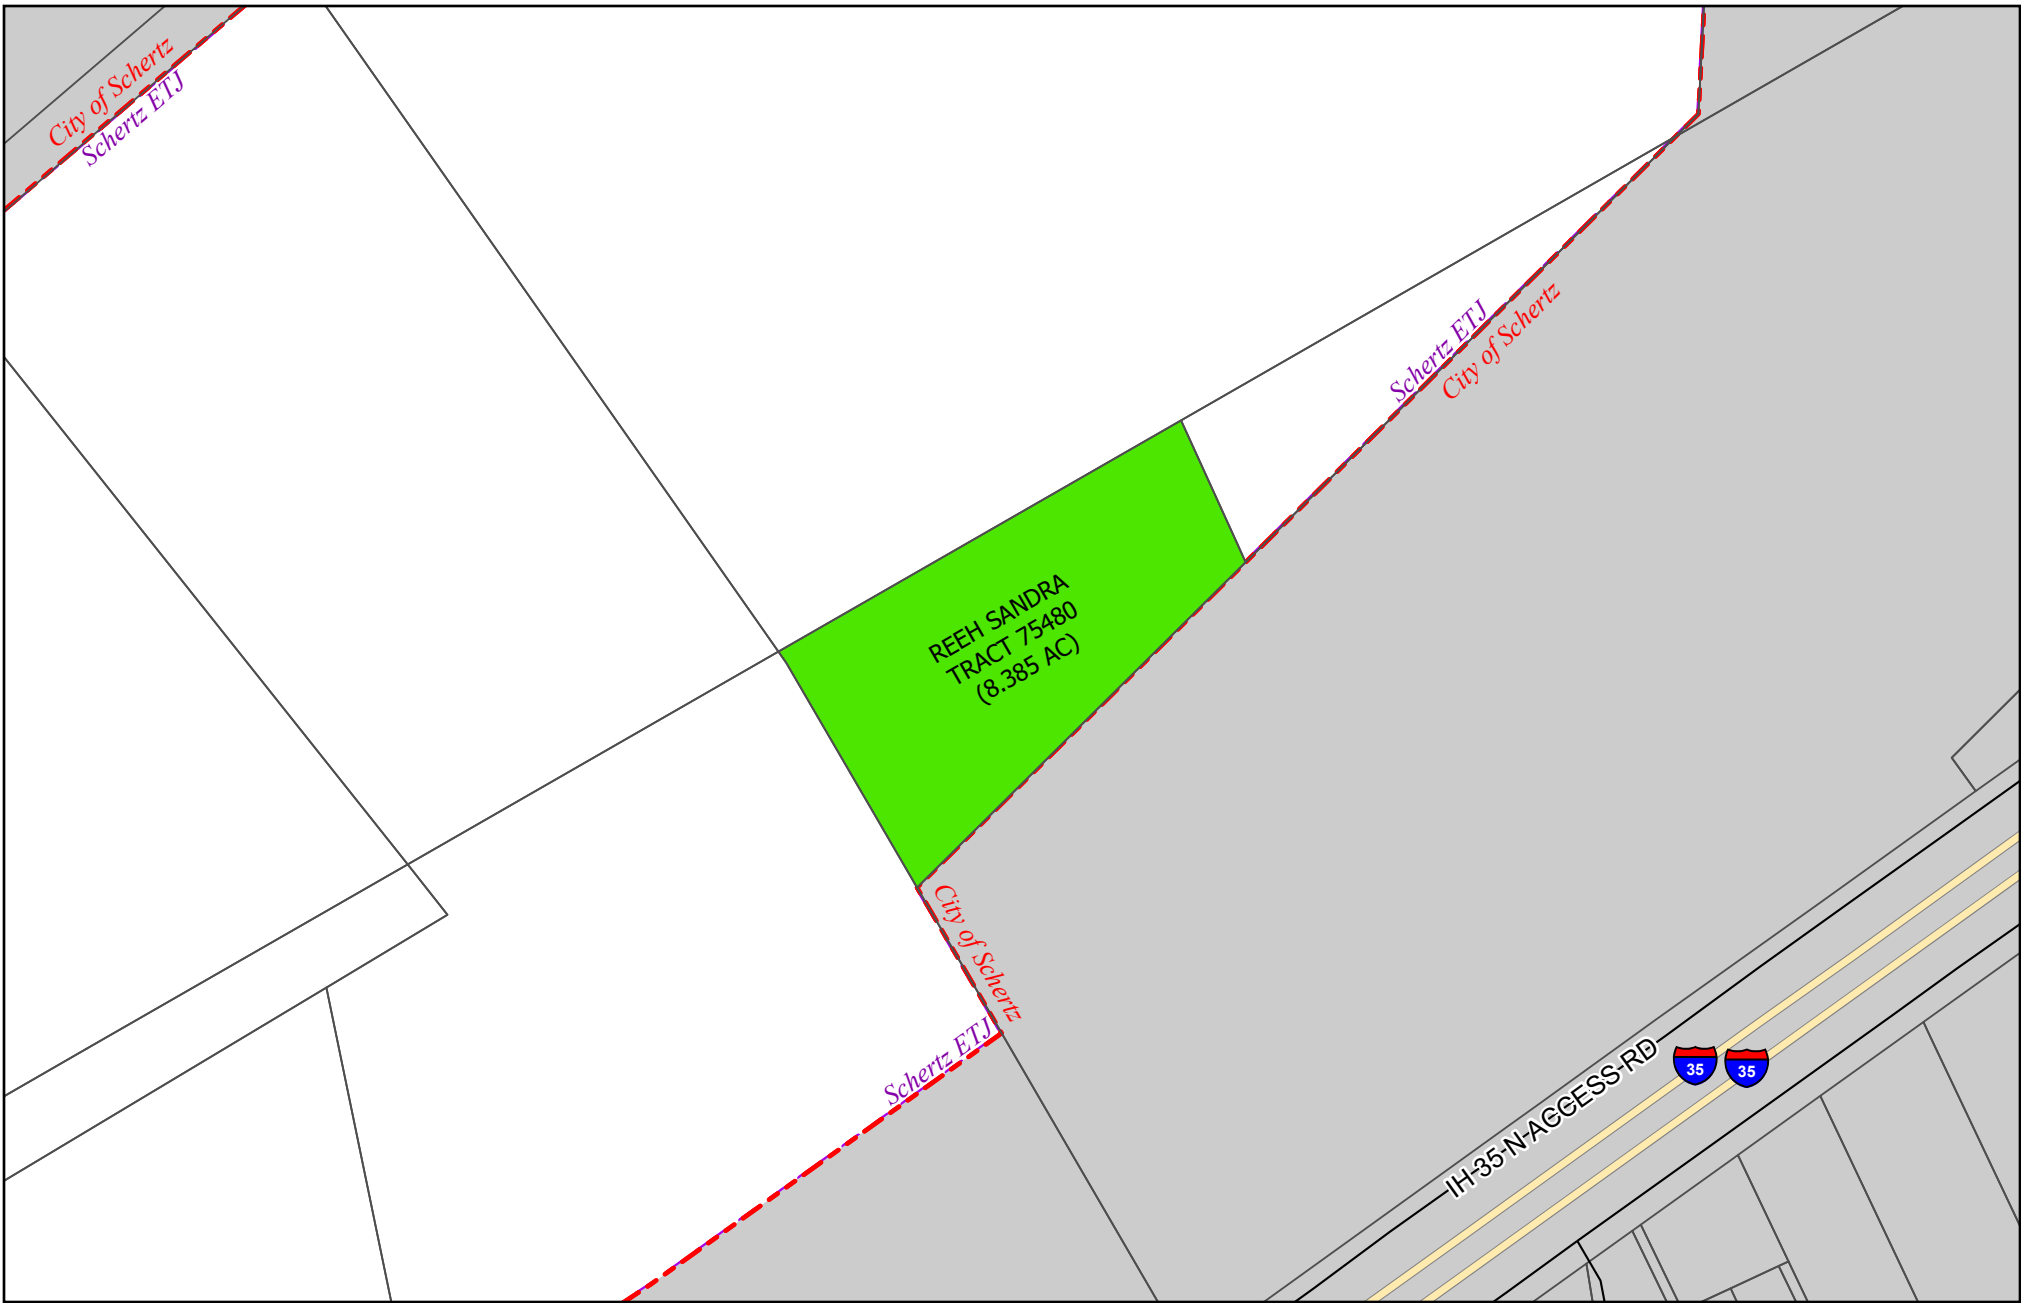 City of Schertz
Schertz ETJ
Schertz ETJ
City of Schertz
REEH SANDRA
TRACT 75480
(8.385 AC)
City of Schertz
Schertz ETJ
IH-35-N-ACCESS-RD
35
35